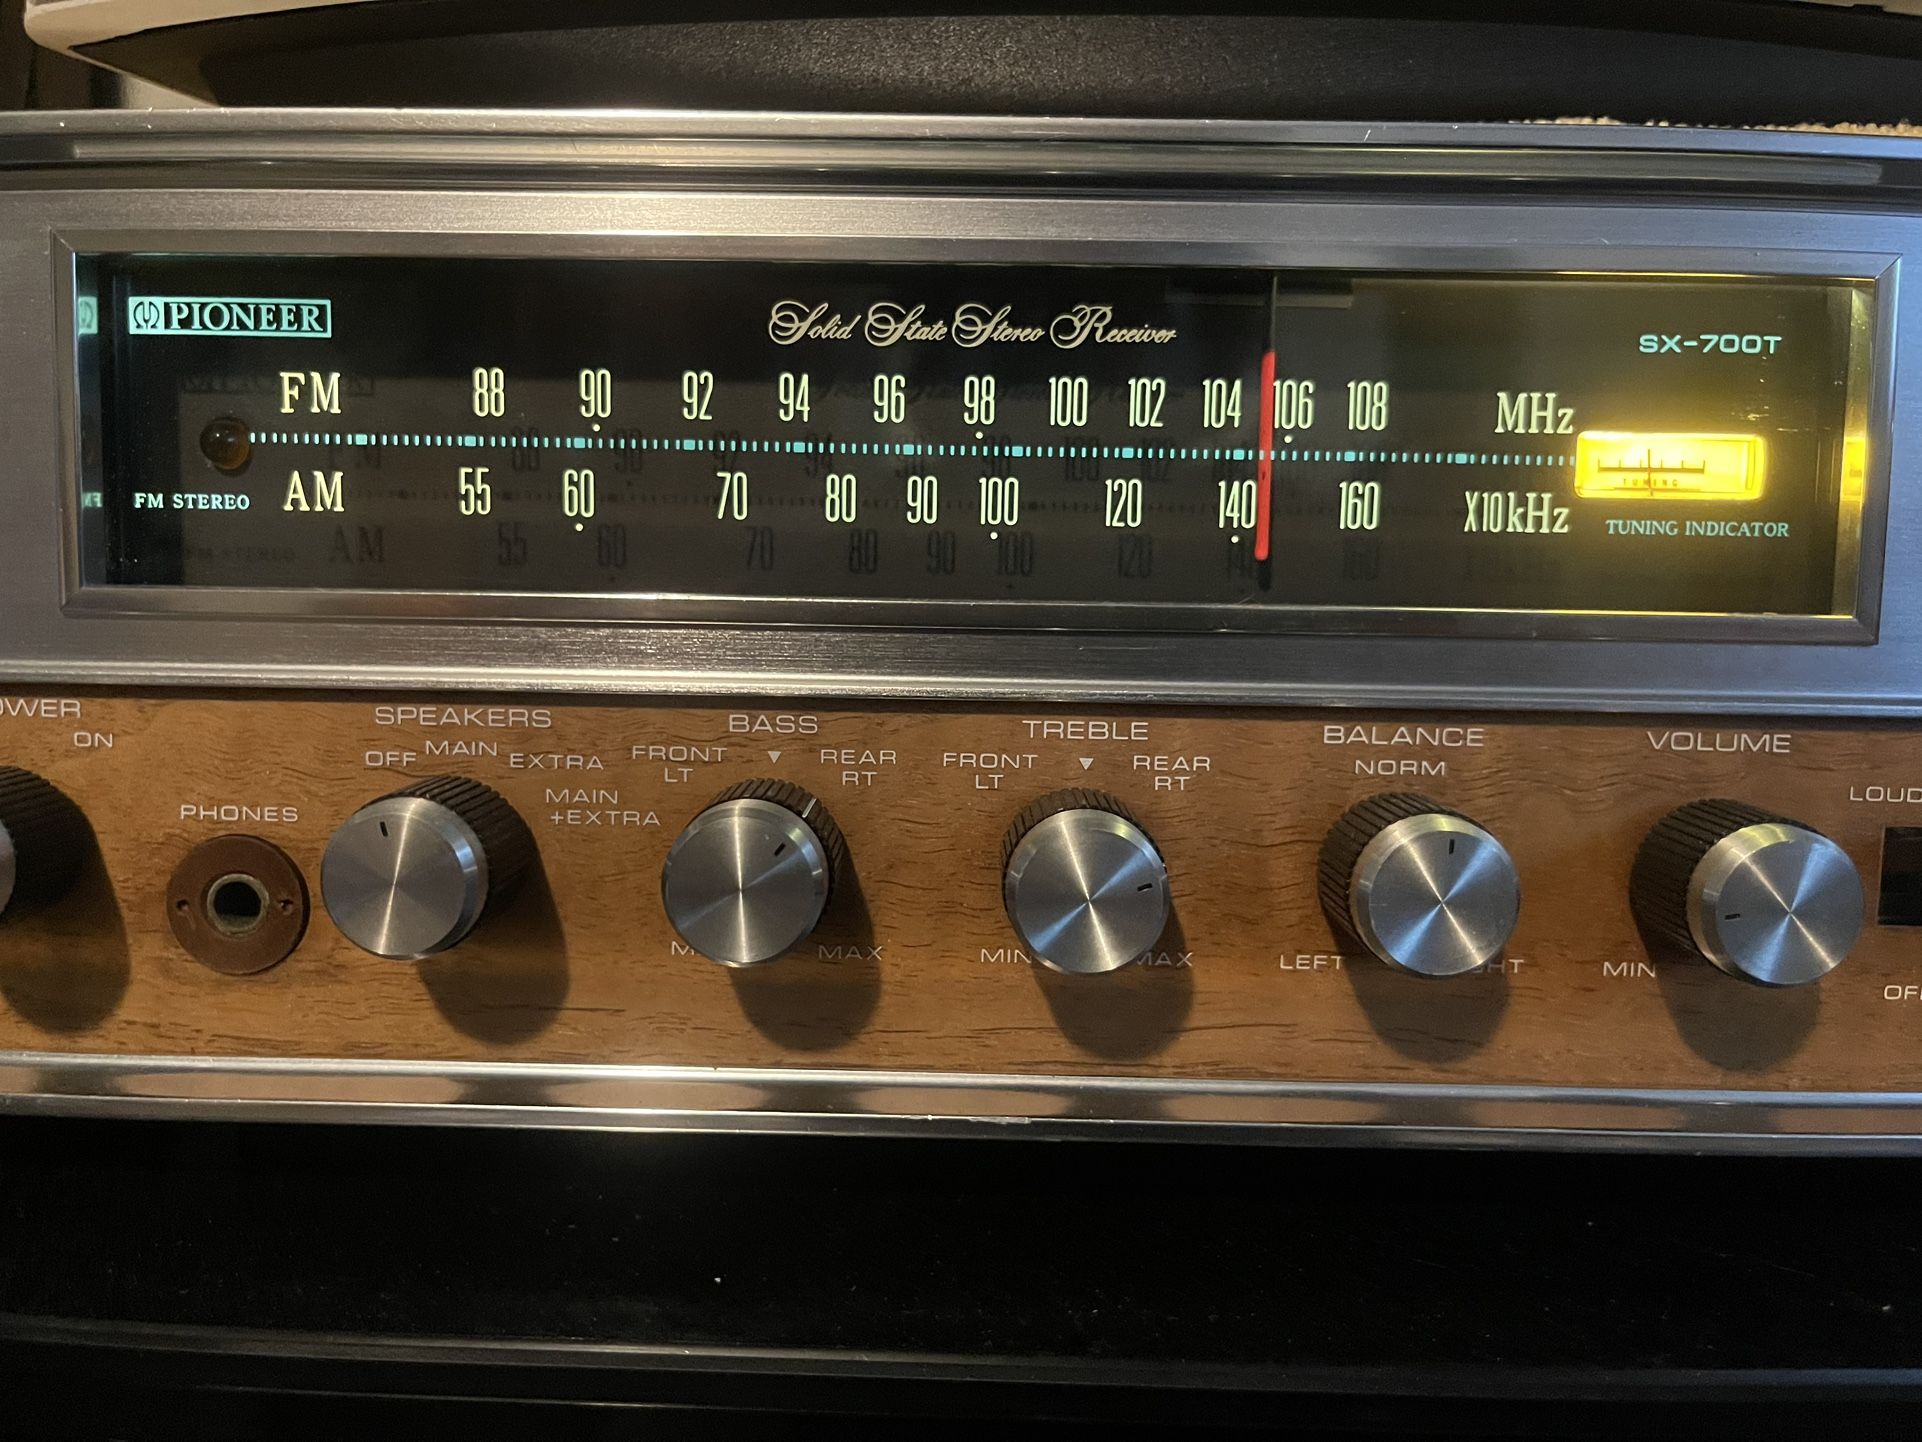 PIONEER
Solid State Stereo Receiver
SX-700T
FM 88 90 92 94 96 98 100 102 104 106 108 MHz
FM STEREO
AM 55 60 70 80 90 100 120 140 160 X10kHz
TUNING
TUNING INDICATOR
ON
SPEAKERS
OFF MAIN EXTRA
MAIN
+EXTRA
PHONES
BASS
FRONT REAR
LT RT
MAX
TREBLE
FRONT REAR
LT RT
MIN MAX
BALANCE
NORM
LEFT
VOLUME
MIN